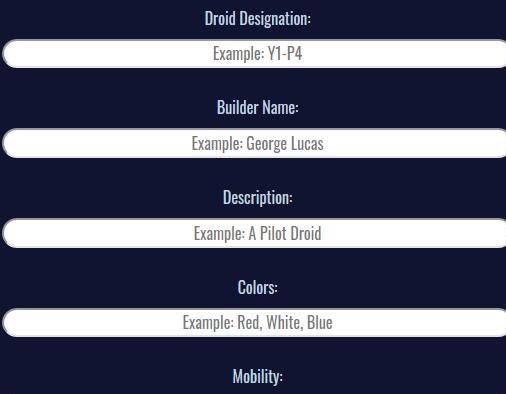 Droid Designation:
Example: Y1-P4
Builder Name:
Example: George Lucas
Description:
Example: A Pilot Droid
Colors:
Example: Red, White, Blue
Mobility: